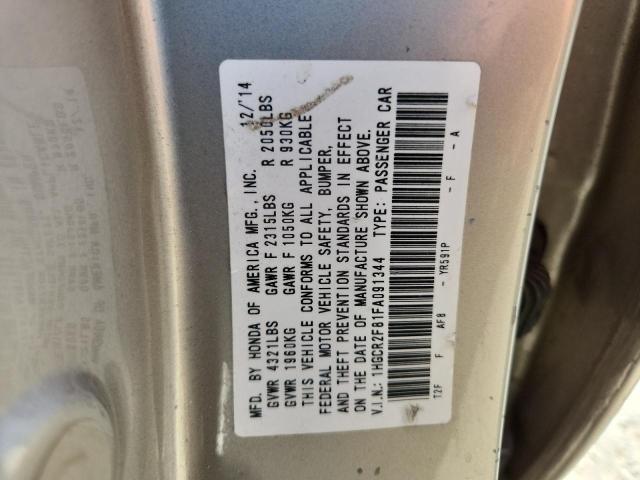 MFD. BY HONDA OF AMERICA MFG., INC. 12/'14
GVWR 4321LBS GAWR F 2315LBS R 2050LBS
GVWR 1960KG GAWR F 1050KG R 930KG
THIS VEHICLE CONFORMS TO ALL APPLICABLE
FEDERAL MOTOR VEHICLE SAFETY, BUMPER,
AND THEFT PREVENTION STANDARDS IN EFFECT
ON THE DATE OF MANUFACTURE SHOWN ABOVE.
V.I.N.: 1HGCR2F81FA091344 TYPE: PASSENGER CAR
T2F F AF8 - YR591P - F - A